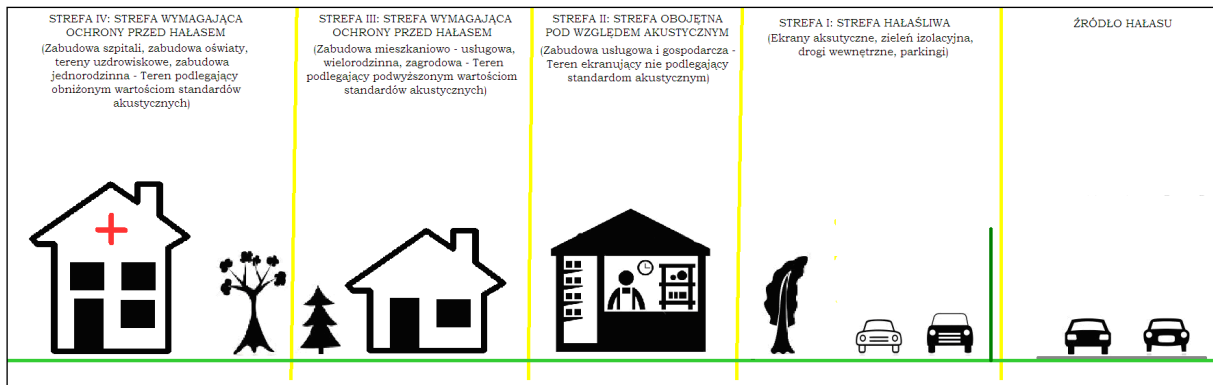 STREFA IV: STREFA WYMAGAJĄCA
OCHRONY PRZED HAŁASEM
(Zabudowa szpitali, zabudowa oświaty,
tereny uzdrowiskowe, zabudowa
jednorodzinna - Teren podlegający
obniżonym wartościom standardów
akustycznych)
STREFA III: STREFA WYMAGAJĄCA
OCHRONY PRZED HAŁASEM
(Zabudowa mieszkaniowo - usługowa,
wielorodzinna, zagrodowa - Teren
podlegający podwyższonym wartościom
standardów akustycznych)
STREFA II: STREFA OBOJĘTNA
POD WZGLĘDEM AKUSTYCZNYM
(Zabudowa usługowa i gospodarcza -
Teren ekranujący nie podlegający
standardom akustycznym)
STREFA I: STREFA HAŁAŚLIWA
(Ekrany aksutyczne, zieleń izolacyjna,
drogi wewnętrzne, parkingi)
ŹRÓDŁO HAŁASU